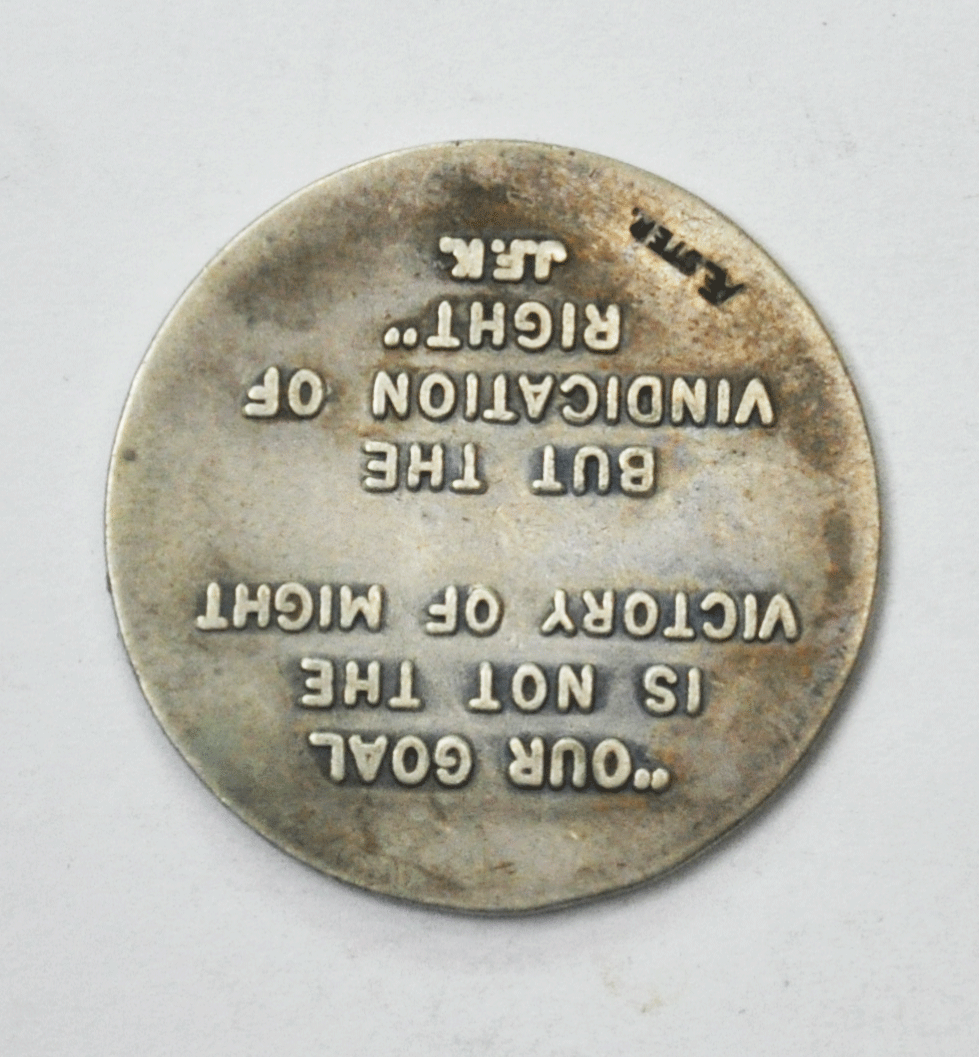 "OUR GOAL
IS NOT THE
VICTORY OF MIGHT
BUT THE
VINDICATION OF
RIGHT"
J.F.K.